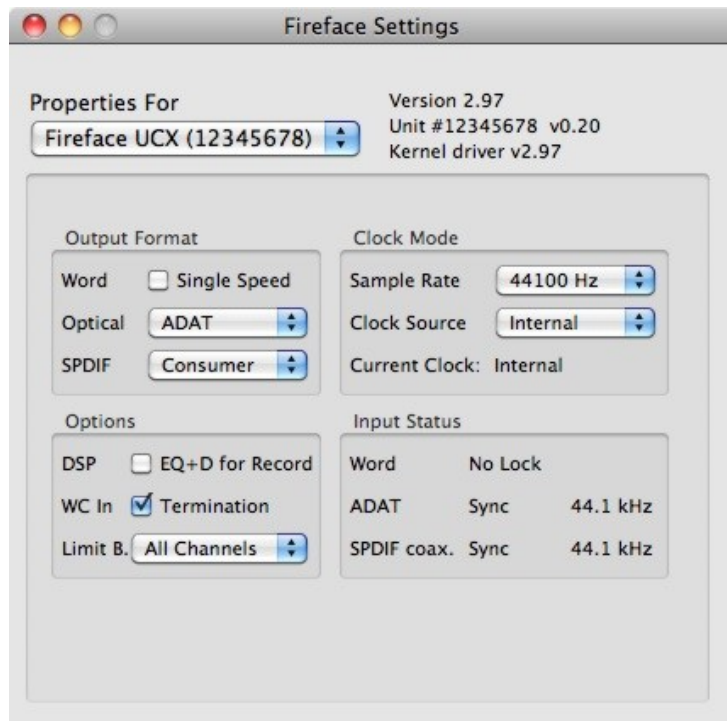 Fireface Settings
Properties For
Fireface UCX (12345678)
Version 2.97
Unit #12345678 v0.20
Kernel driver v2.97
Output Format
Word Single Speed
Optical ADAT
SPDIF Consumer
Clock Mode
Sample Rate 44100 Hz
Clock Source Internal
Current Clock: Internal
Options
DSP EQ+D for Record
WC In Termination
Limit B. All Channels
Input Status
Word No Lock
ADAT Sync 44.1 kHz
SPDIF coax. Sync 44.1 kHz